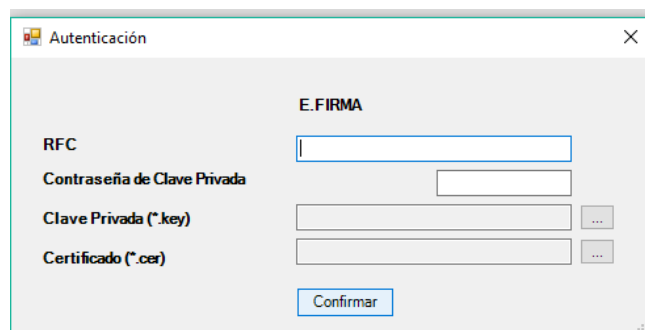 Autenticación
E.FIRMA
RFC
Contraseña de Clave Privada
Clave Privada (*.key)
...
Certificado (*.cer)
...
Confirmar